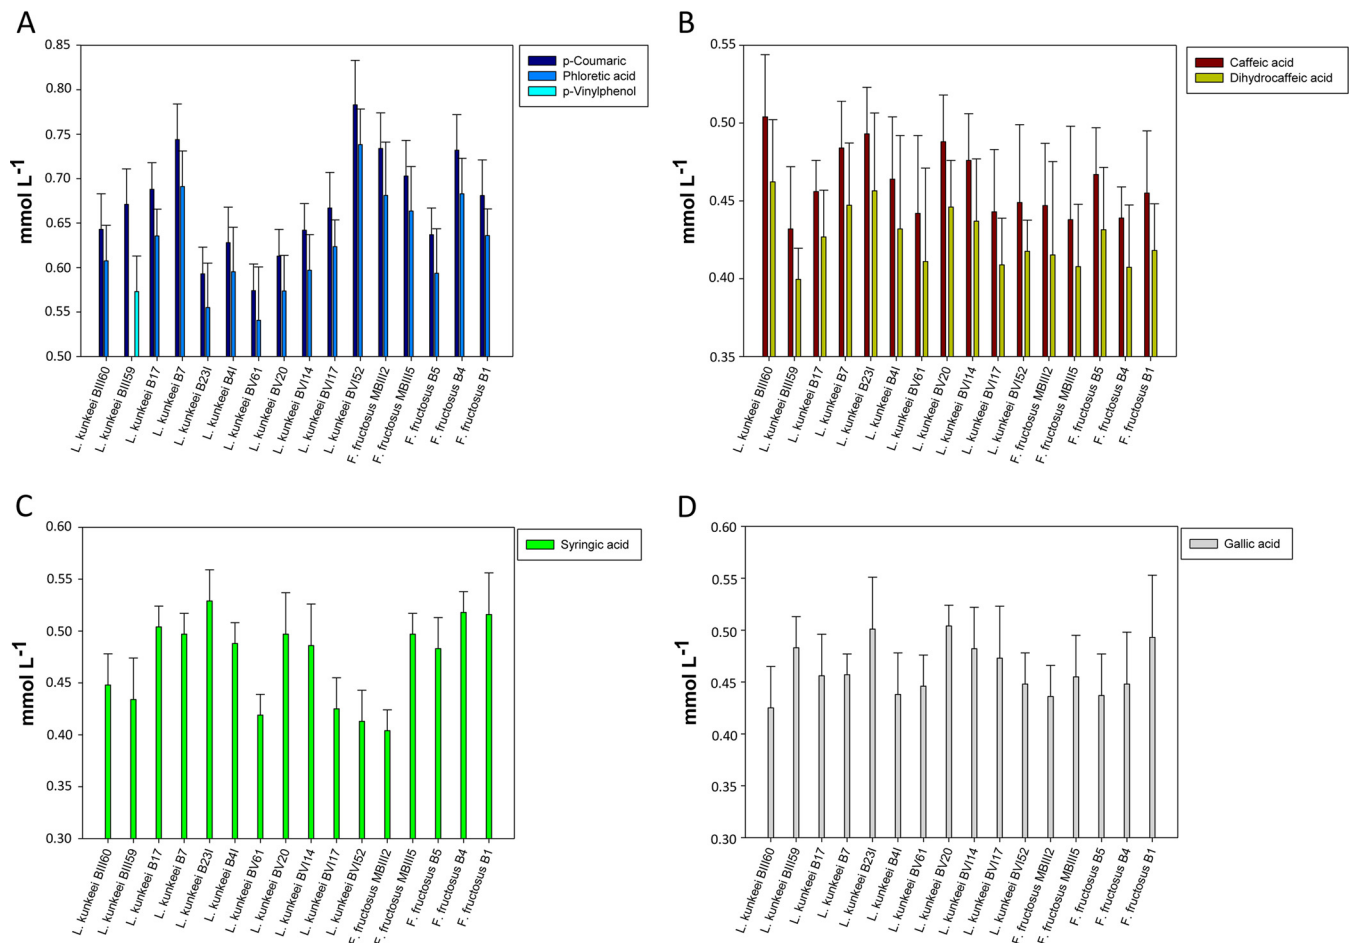 A
mmol L-1
0.85
0.80
0.75
0.70
0.65
0.60
0.55
0.50
p-Coumaric
Phloretic acid
p-Vinylphenol
L. kunkeei BIII60
L. kunkeei BIII59
L. kunkeei B17
L. kunkeei B7
L. kunkeei B23I
L. kunkeei B4I
L. kunkeei BV61
L. kunkeei BV20
L. kunkeei BVI14
L. kunkeei BVI17
L. kunkeei BVI52
F. fructosus MBIII2
F. fructosus MBIII5
F. fructosus B5
F. fructosus B4
F. fructosus B1
B
mmol L-1
0.55
0.50
0.45
0.40
0.35
Caffeic acid
Dihydrocaffeic acid
L. kunkeei BIII60
L. kunkeei BIII59
L. kunkeei B17
L. kunkeei B7
L. kunkeei B23I
L. kunkeei B4I
L. kunkeei BV61
L. kunkeei BV20
L. kunkeei BVI14
L. kunkeei BVI17
L. kunkeei BVI52
F. fructosus MBIII2
F. fructosus MBIII5
F. fructosus B5
F. fructosus B4
F. fructosus B1
C
mmol L-1
0.60
0.55
0.50
0.45
0.40
0.35
0.30
Syringic acid
L. kunkeei BIII60
L. kunkeei BIII59
L. kunkeei B17
L. kunkeei B7
L. kunkeei B23I
L. kunkeei B4I
L. kunkeei BV61
L. kunkeei BV20
L. kunkeei BVI14
L. kunkeei BVI17
L. kunkeei BVI52
F. fructosus MBIII2
F. fructosus MBIII5
F. fructosus B5
F. fructosus B4
F. fructosus B1
D
mmol L-1
0.60
0.55
0.50
0.45
0.40
0.35
0.30
Gallic acid
L. kunkeei BIII60
L. kunkeei BIII59
L. kunkeei B17
L. kunkeei B7
L. kunkeei B23I
L. kunkeei B4I
L. kunkeei BV61
L. kunkeei BV20
L. kunkeei BVI14
L. kunkeei BVI17
L. kunkeei BVI52
F. fructosus MBIII2
F. fructosus MBIII5
F. fructosus B5
F. fructosus B4
F. fructosus B1